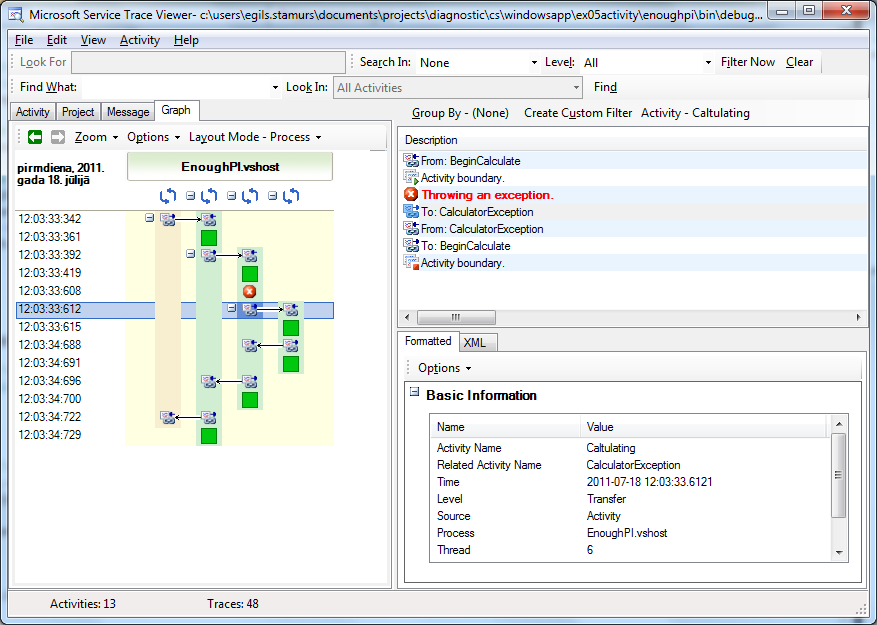 Microsoft Service Trace Viewer- c:\users\egils.stamurs\documents\projects\diagnostic\cs\windowsapp\ex05activity\enoughpi\bin\debug...
File Edit View Activity Help
Look For Search In: None Level: All Filter Now Clear
Find What: Look In: All Activities Find
Activity Project Message Graph
Group By - (None) Create Custom Filter Activity - Caltulating
Zoom Options Layout Mode - Process
pirmdiena, 2011.
gada 18. jūlijā
EnoughPI.vshost
12:03:33:342
12:03:33:361
12:03:33:392
12:03:33:419
12:03:33:608
12:03:33:612
12:03:33:615
12:03:34:688
12:03:34:691
12:03:34:696
12:03:34:700
12:03:34:722
12:03:34:729
Description
From: BeginCalculate
Activity boundary.
Throwing an exception.
To: CalculatorException
From: CalculatorException
To: BeginCalculate
Activity boundary.
Formatted XML
Options
Basic Information
Name Value
Activity Name Caltulating
Related Activity Name CalculatorException
Time 2011-07-18 12:03:33.6121
Level Transfer
Source Activity
Process EnoughPI.vshost
Thread 6
Activities: 13 Traces: 48